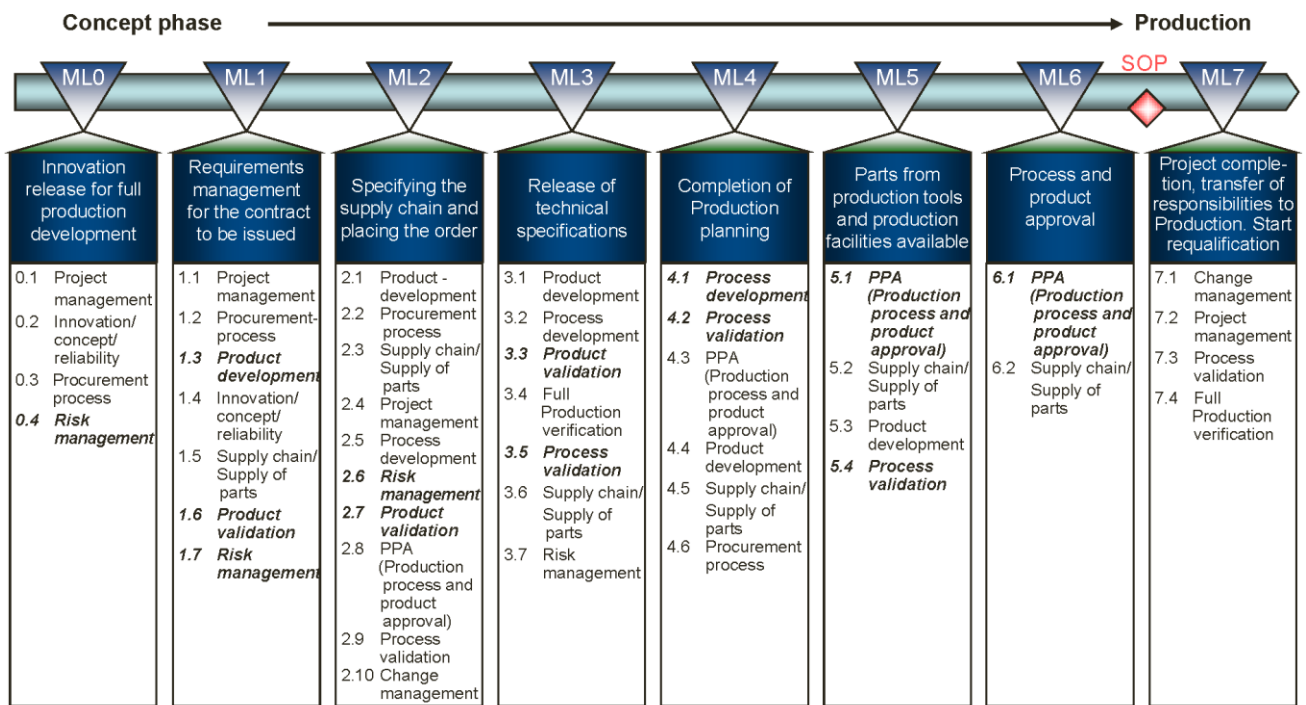 Concept phase
Production
ML0
ML1
ML2
ML3
ML4
ML5
ML6
SOP
ML7
Innovation
release for full
production
development
0.1 Project
management
0.2 Innovation/
concept/
reliability
0.3 Procurement
process
0.4 Risk
management
Requirements
management
for the contract
to be issued
1.1 Project
management
1.2 Procurement-
process
1.3 Product
development
1.4 Innovation/
concept/
reliability
1.5 Supply chain/
Supply of
parts
1.6 Product
validation
1.7 Risk
management
Specifying the
supply chain and
placing the order
2.1 Product -
development
2.2 Procurement
process
2.3 Supply chain/
Supply of
parts
2.4 Project
management
2.5 Process
development
2.6 Risk
management
2.7 Product
validation
2.8 PPA
(Production
process and
product
approval)
2.9 Process
validation
2.10 Change
management
Release of
technical
specifications
3.1 Product
development
3.2 Process
development
3.3 Product
validation
3.4 Full
Production
verification
3.5 Process
validation
3.6 Supply chain/
Supply of
parts
3.7 Risk
management
Completion of
Production
planning
4.1 Process
development
4.2 Process
validation
4.3 PPA
(Production
process and
product
approval)
4.4 Product
development
4.5 Supply chain/
Supply of
parts
4.6 Procurement
process
Parts from
production tools
and production
facilities available
5.1 PPA
(Production
process and
product
approval)
5.2 Supply chain/
Supply of
parts
5.3 Product
development
5.4 Process
validation
Process and
product
approval
6.1 PPA
(Production
process and
product
approval)
6.2 Supply chain/
Supply of
parts
Project comple-
tion, transfer of
responsibilities to
Production. Start
requalification
7.1 Change
management
7.2 Project
management
7.3 Process
validation
7.4 Full
Production
verification